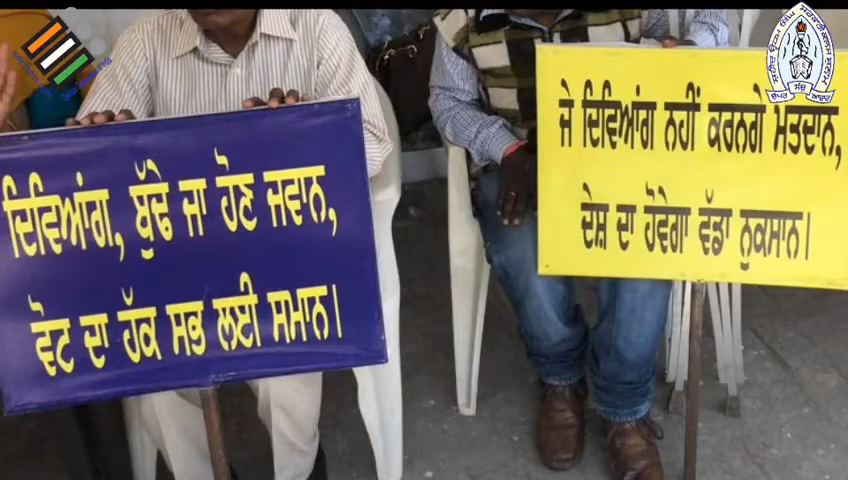 ਦਿਵਿਆਂਗ, ਬੁੱਢੇ ਜਾ ਹੋਣ ਜਵਾਨ,
ਵੋਟ ਦਾ ਹੱਕ ਸਭ ਲਈ ਸਮਾਨ।
ਜੇ ਦਿਵਿਆਂਗ ਨਹੀਂ ਕਰਨਗੇ ਮਤਦਾਨ,
ਦੇਸ਼ ਦਾ ਹੋਵੇਗਾ ਵੱਡਾ ਨੁਕਸਾਨ।